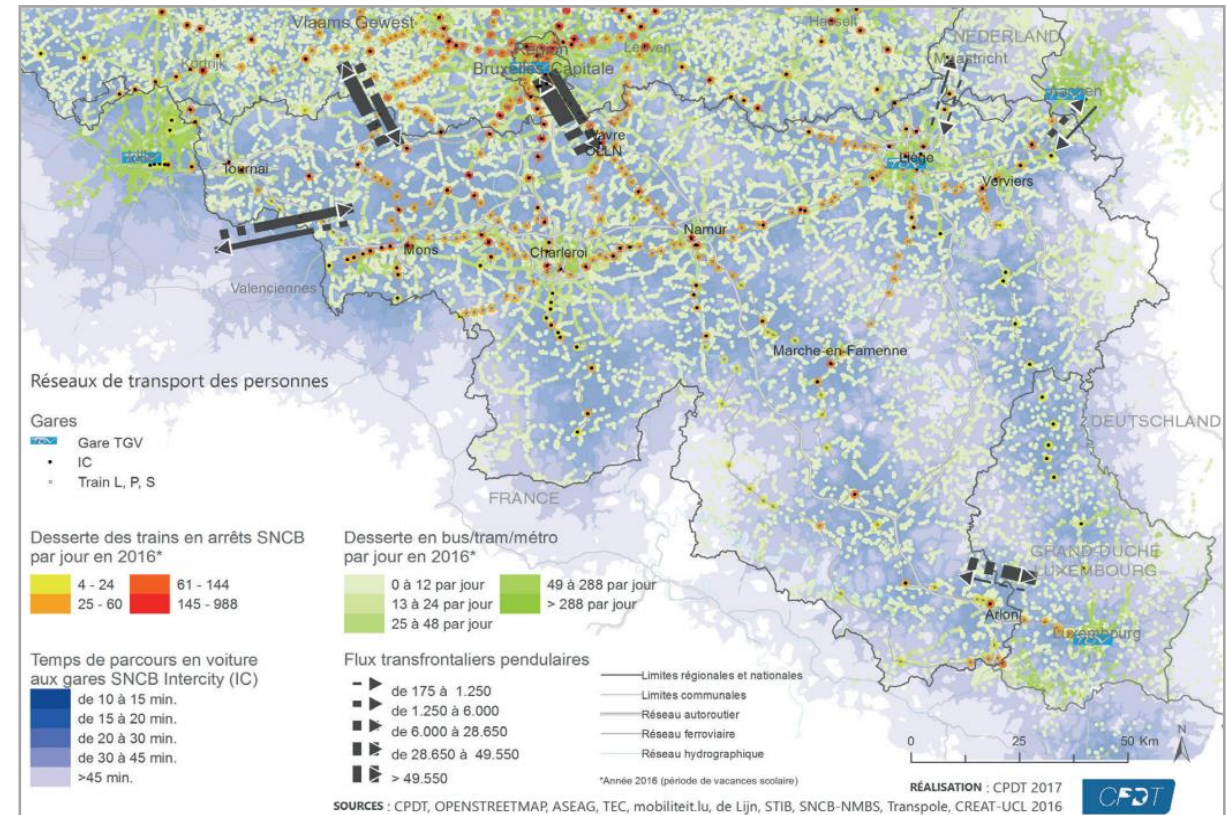 Vlaams Gewest
Hasselt
NEDERLAND
Maastricht
Kortrijk
Région
Bruxelles-Capitale
Leuven
Aachen
Wavre
OLLN
Lille
Tournai
Liège
Verviers
Mons
Charleroi
Namur
Valenciennes
Marche-en-Famenne
DEUTSCHLAND
FRANCE
GRAND DUCHE
LUXEMBOURG
Arlon
Luxembourg
Réseaux de transport des personnes
Gares
Gare TGV
IC
Train L, P, S
Desserte des trains en arrêts SNCB
par jour en 2016*
4 - 24
25 - 60
61 - 144
145 - 988
Desserte en bus/tram/métro
par jour en 2016*
0 à 12 par jour
13 à 24 par jour
25 à 48 par jour
49 à 288 par jour
> 288 par jour
Temps de parcours en voiture
aux gares SNCB Intercity (IC)
de 10 à 15 min.
de 15 à 20 min.
de 20 à 30 min.
de 30 à 45 min.
>45 min.
Flux transfrontaliers pendulaires
de 175 à 1.250
de 1.250 à 6.000
de 6.000 à 28.650
de 28.650 à 49.550
> 49.550
Limites régionales et nationales
Limites communales
Réseau autoroutier
Réseau ferroviaire
Réseau hydrographique
*Année 2016 (période de vacances scolaire)
0 25 50 Km
N
RÉALISATION : CPDT 2017
CPDT
SOURCES : CPDT, OPENSTREETMAP, ASEAG, TEC, mobiliteit.lu, de Lijn, STIB, SNCB-NMBS, Transpole, CREAT-UCL 2016